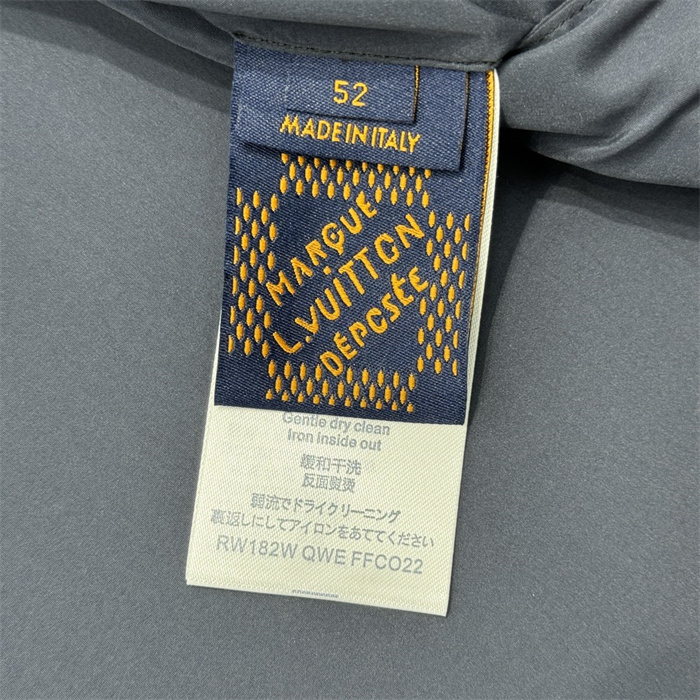 52
MADE IN ITALY
MARQUE
L.VUITTON
DÉPOSÉE
Gentle dry clean
Iron inside out
缓和干洗
反面熨烫
弱流でドライクリーニング
裏返しにしてアイロンをあててください
RW182W QWE FFCO22